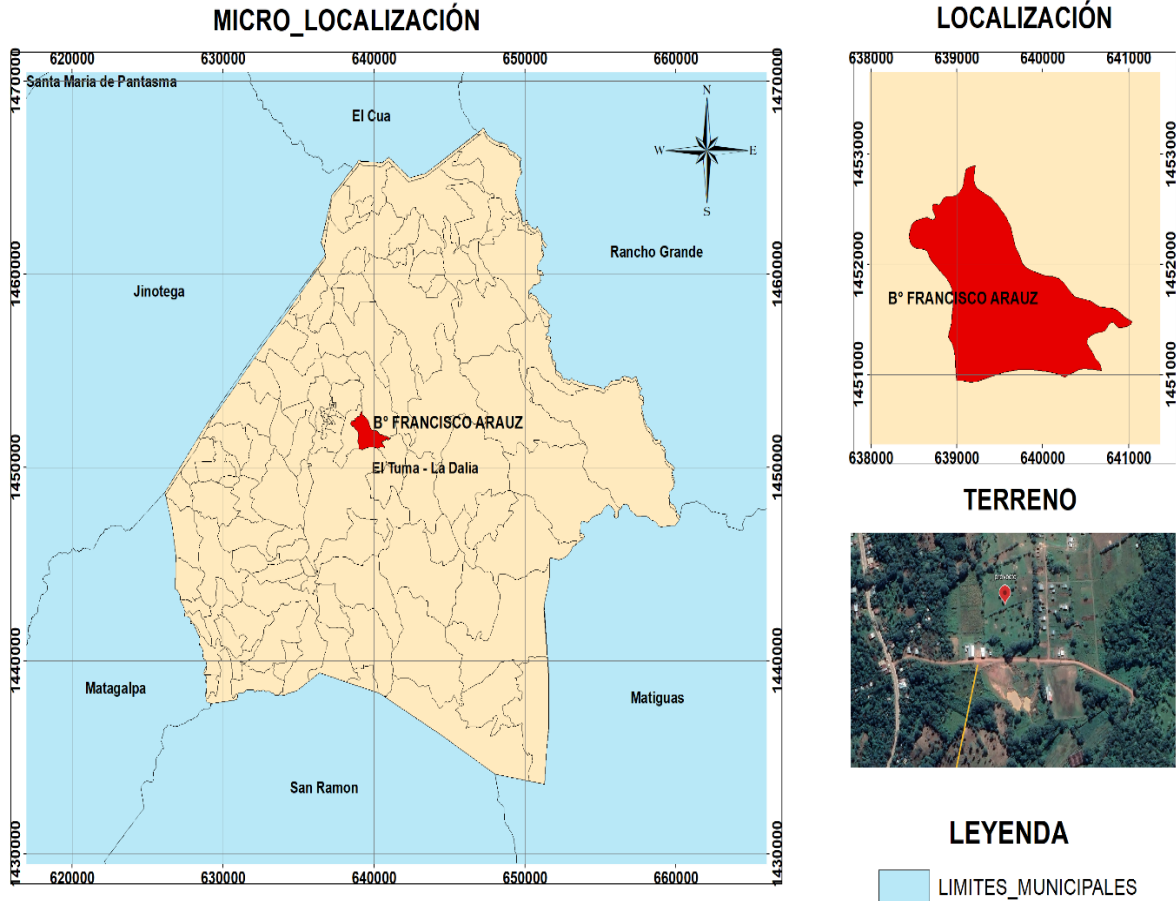 MICRO_LOCALIZACIÓN
620000 630000 640000 650000 660000
1470000
1470000
Santa Maria de Pantasma
El Cua
N
W E
S
Rancho Grande
1460000
1460000
Jinotega
Bº FRANCISCO ARAUZ
El Tuma - La Dalia
1450000
1450000
1440000
1440000
Matagalpa
Matiguas
San Ramon
1430000
1430000
620000 630000 640000 650000 660000
LOCALIZACIÓN
638000 639000 640000 641000
1453000
1453000
1452000
1452000
Bº FRANCISCO ARAUZ
1451000
1451000
638000 639000 640000 641000
TERRENO
LEYENDA
LIMITES_MUNICIPALES